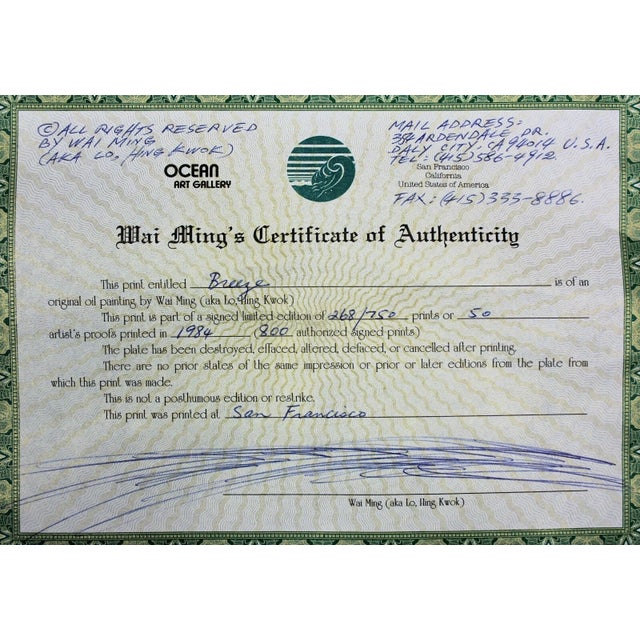 ©ALL RIGHTS RESERVED
BY WAI MING
(AKA LO, HING KWOK)
OCEAN
ART GALLERY
MAIL ADDRESS:
ARDENDALE DR.
DALY CITY, CA 94014 U.S.A.
TEL: (415) 586-4912
San Francisco
California
United States of America
FAX: (415) 333-8886.
Wai Ming's Certificate of Authenticity
This print entitled Breeze is of an
original oil painting by Wai Ming (aka Lo, Hing Kwok)
This print is part of a signed limited edition of 268/750 prints or 50
artist's proofs printed in 1984 (800 authorized signed prints)
The plate has been destroyed, effaced, altered, defaced, or cancelled after printing.
There are no prior states of the same impression or prior or later editions from the plate from
which this print was made.
This is not a posthumous edition or restrike.
This print was printed at San Francisco
Wai Ming (aka Lo, Hing Kwok)